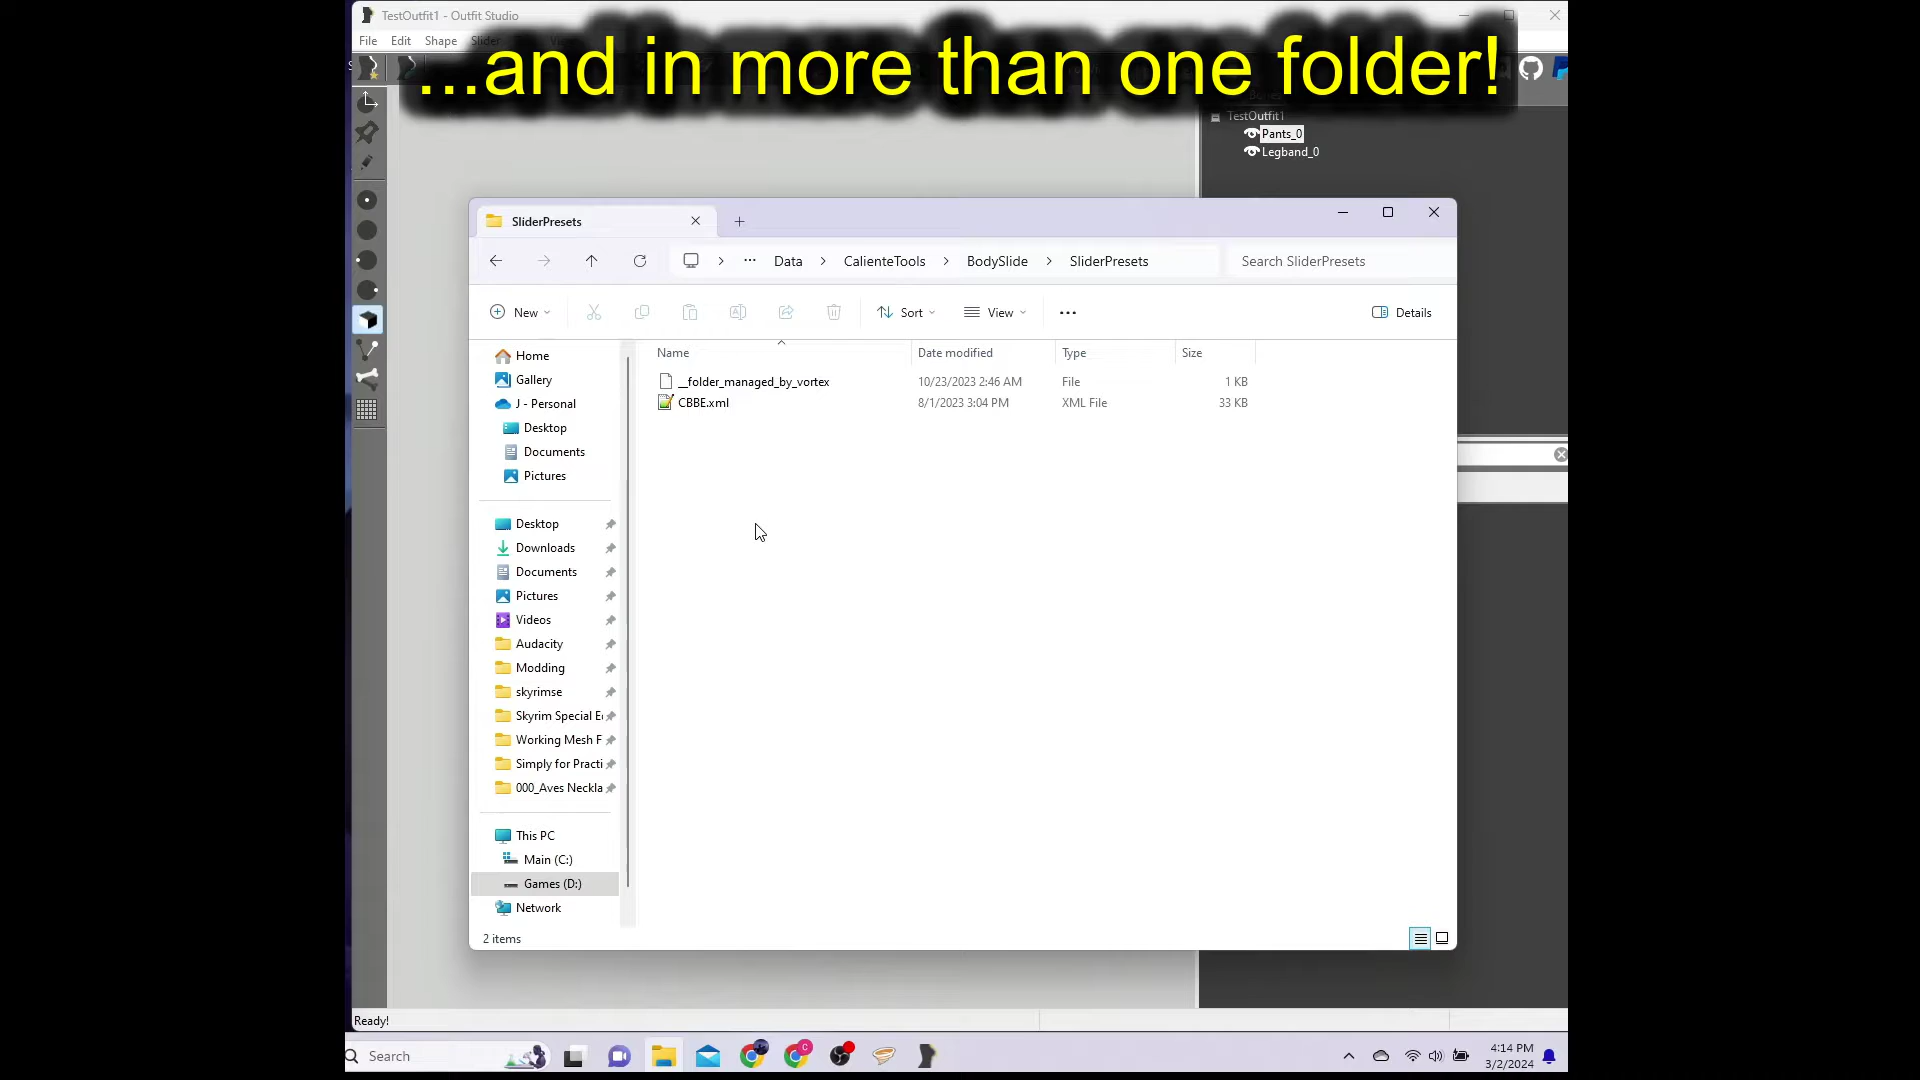 TestOutfit1 - Outfit Studio
...and in more than one folder!
File Edit Shape Slider
TestOutfit1
Pants_0
Legband_0
SliderPresets
Data CalienteTools BodySlide SliderPresets Search SliderPresets
New Sort View Details
Name Date modified Type Size
__folder_managed_by_vortex 10/23/2023 2:46 AM File 1 KB
CBBE.xml 8/1/2023 3:04 PM XML File 33 KB
Home
Gallery
J - Personal
Desktop
Documents
Pictures
Desktop
Downloads
Documents
Pictures
Videos
Audacity
Modding
skyrimse
Skyrim Special E
Working Mesh F
Simply for Practi
000_Aves Neckla
This PC
Main (C:)
Games (D:)
Network
2 items
Ready!
Search
4:14 PM
3/2/2024